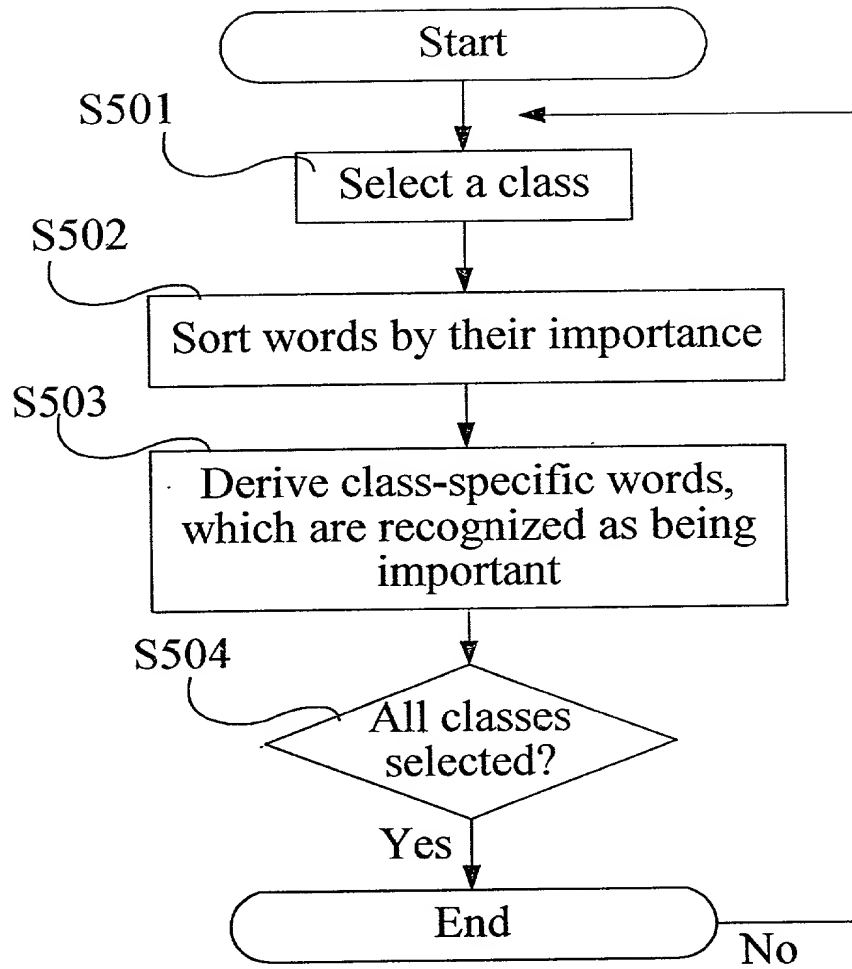 Start
S501
Select a class
S502
Sort words by their importance
S503
Derive class-specific words,
which are recognized as being
important
S504
All classes
selected?
Yes
End
No